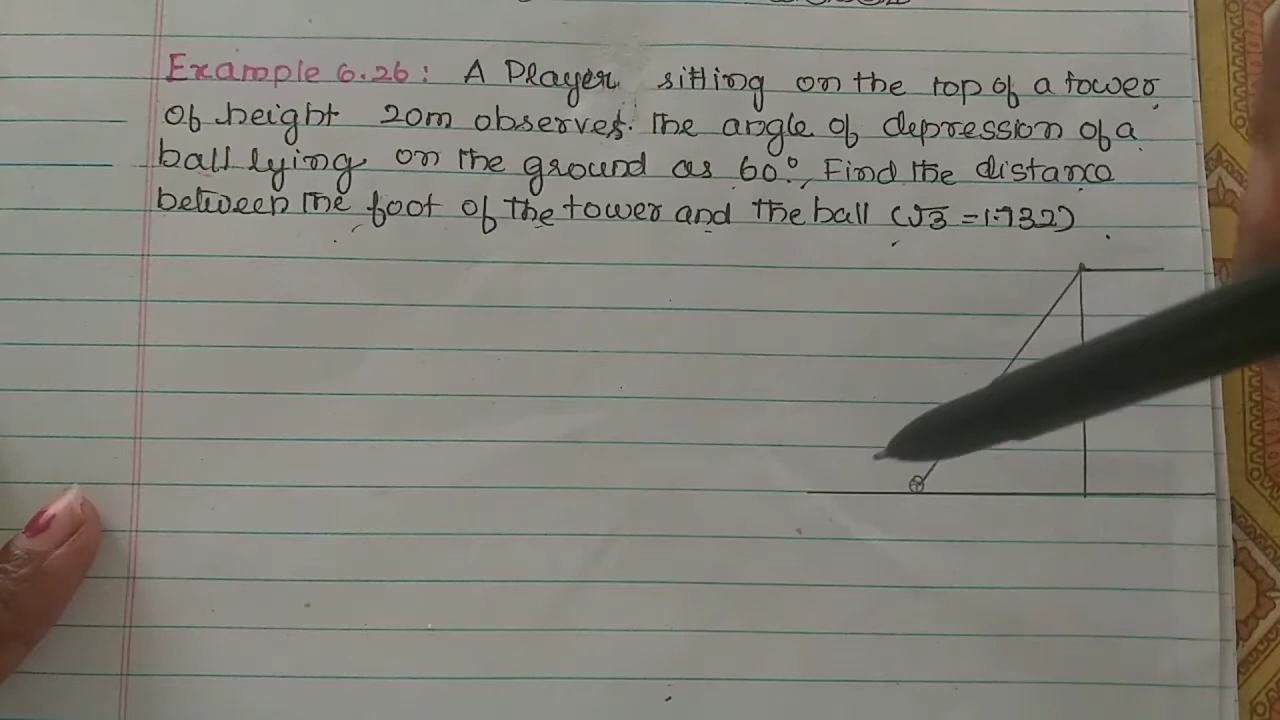 Example 6.26: A Player sitting on the top of a tower
of height 20m observes. The angle of depression of a
ball lying on the ground as 60°, Find the distance
between the foot of the tower and the ball (√3 =1.732)